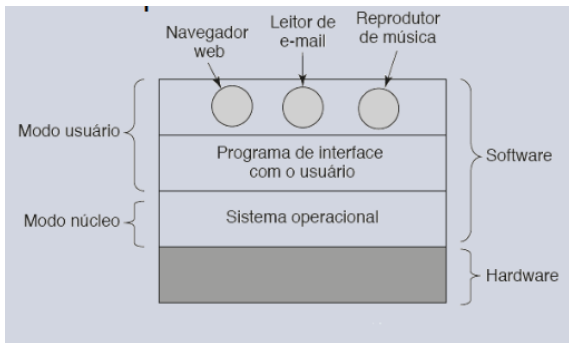 Navegador
web
Leitor de
e-mail
Reprodutor
de música
Modo usuário
Programa de interface
com o usuário
Software
Modo núcleo
Sistema operacional
Hardware